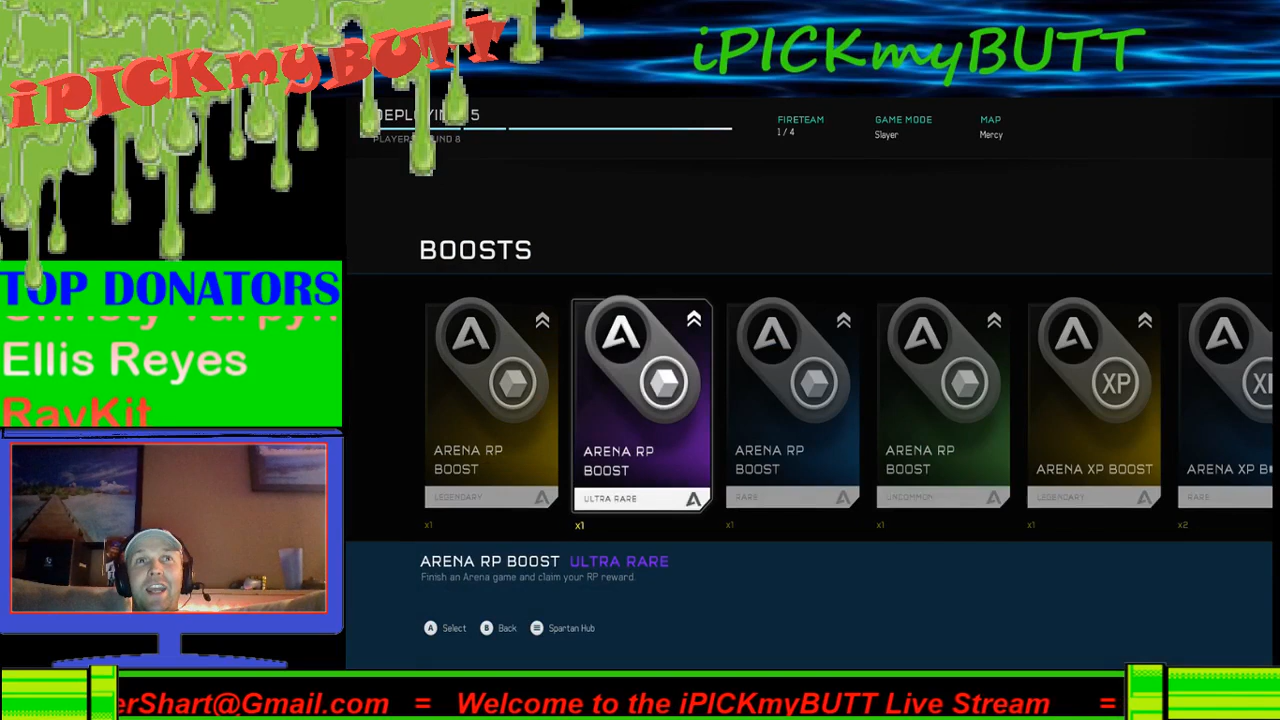 iPICKmyBUTT
iPICKmyBUTT
PLAYERS
FIRETEAM
1 / 4
GAME MODE
Slayer
MAP
Mercy
BOOSTS
TOP DONATORS
Ellis Reyes
RavKit
ARENA RP BOOST
LEGENDARY
x1
ARENA RP BOOST
ULTRA RARE
x1
ARENA RP BOOST
RARE
x1
ARENA RP BOOST
UNCOMMON
x1
XP
ARENA XP BOOST
LEGENDARY
x1
ARENA XP
RARE
x2
ARENA RP BOOST ULTRA RARE
Finish an Arena game and claim your RP reward.
A Select B Back Spartan Hub
erShart@Gmail.com = Welcome to the iPICKmyBUTT Live Stream =